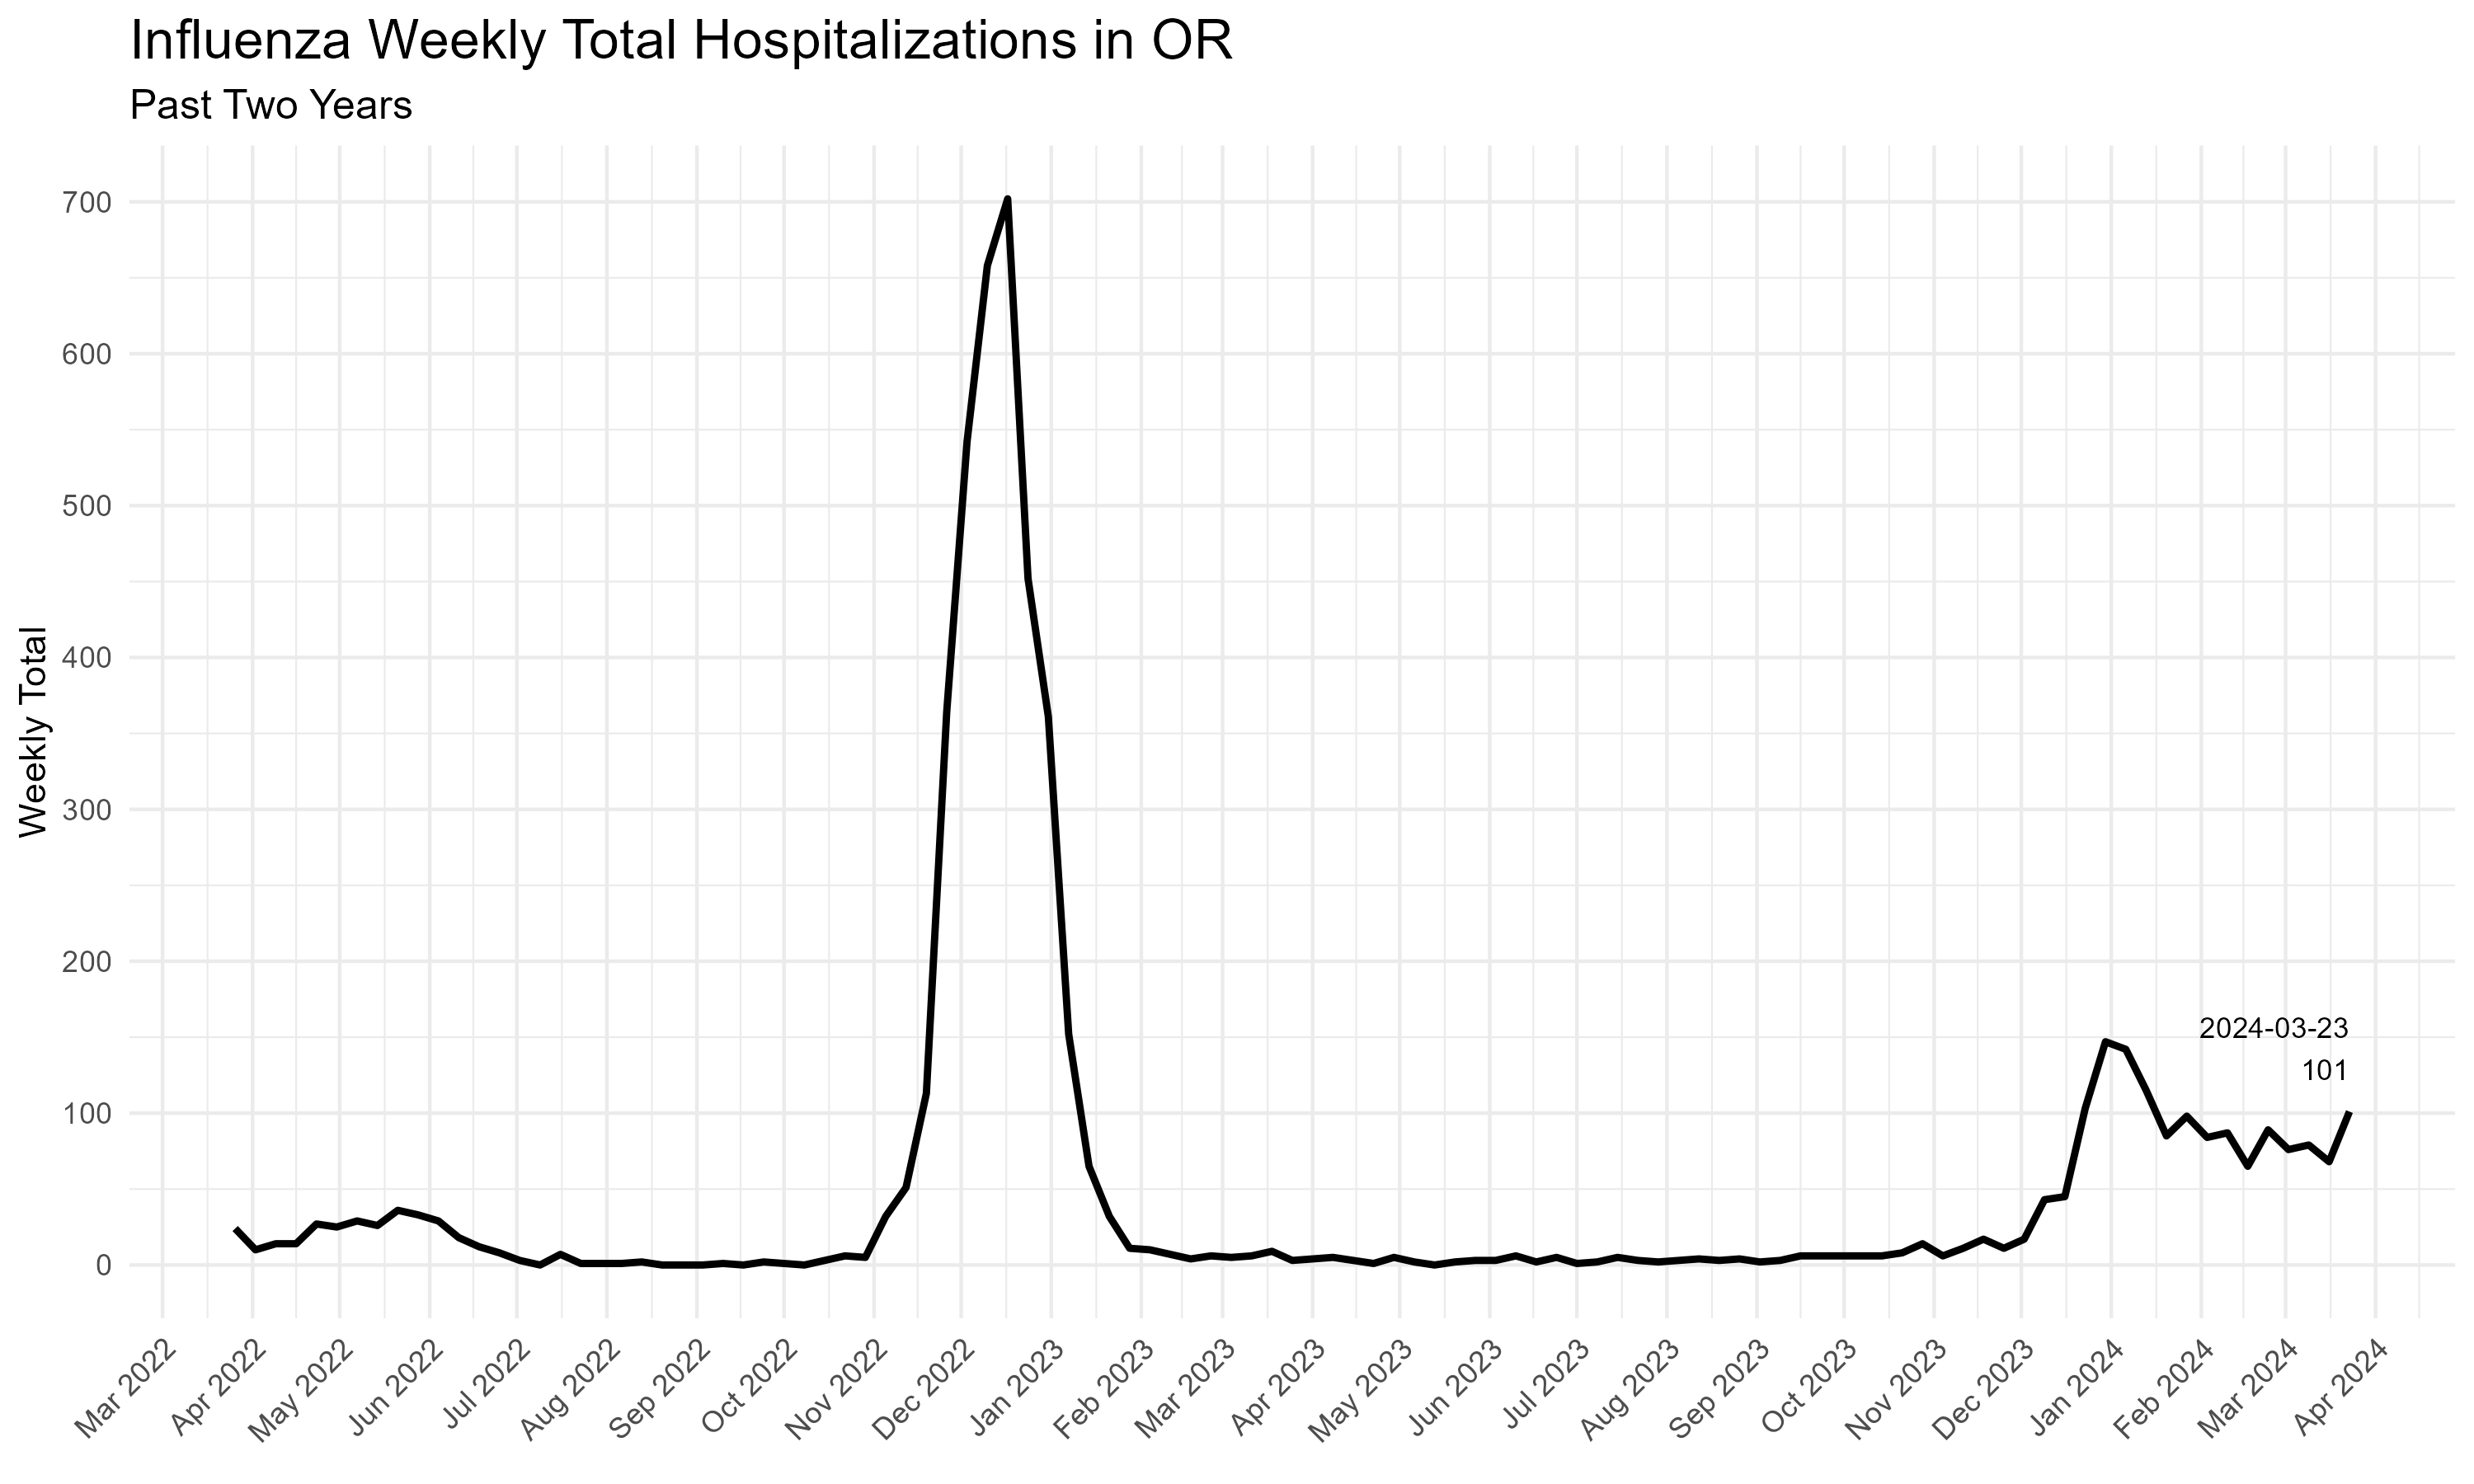 Influenza Weekly Total Hospitalizations in OR
Past Two Years
Weekly Total
700
600
500
400
300
200
100
0
2024-03-23
101
Mar 2022
Apr 2022
May 2022
Jun 2022
Jul 2022
Aug 2022
Sep 2022
Oct 2022
Nov 2022
Dec 2022
Jan 2023
Feb 2023
Mar 2023
Apr 2023
May 2023
Jun 2023
Jul 2023
Aug 2023
Sep 2023
Oct 2023
Nov 2023
Dec 2023
Jan 2024
Feb 2024
Mar 2024
Apr 2024